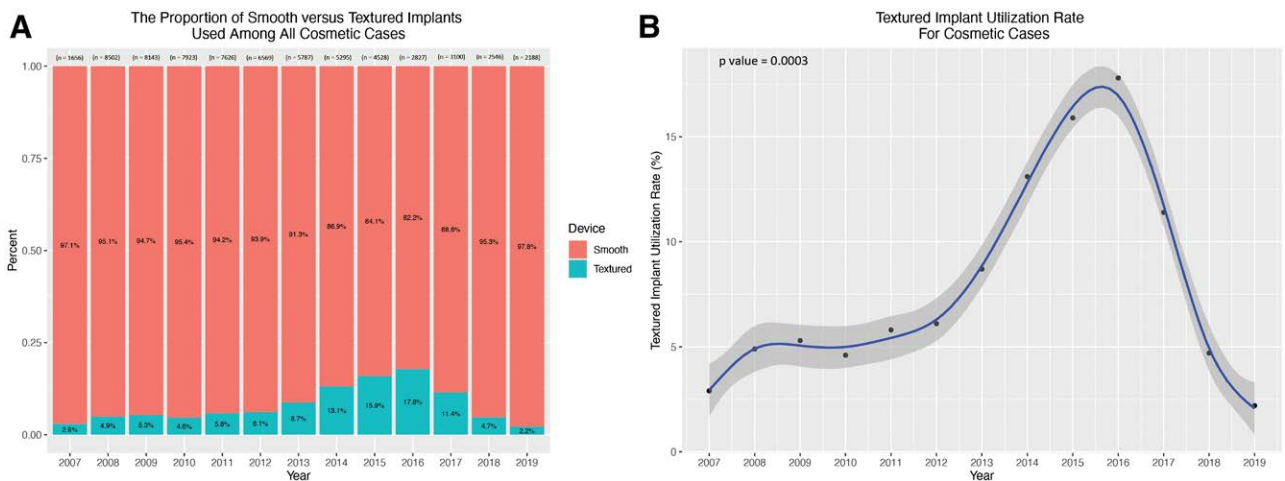 A
The Proportion of Smooth versus Textured Implants
Used Among All Cosmetic Cases
(n = 1656) (n = 8502) (n = 8143) (n = 7923) (n = 7626) (n = 6569) (n = 5787) (n = 5295) (n = 4528) (n = 2827) (n = 3100) (n = 2546) (n = 2188)
1.00
0.75
0.50
0.25
0.00
Percent
97.1% 95.1% 94.7% 95.4% 94.2% 93.9% 91.3% 86.9% 84.1% 82.2% 88.6% 95.3% 97.8%
2.9% 4.9% 5.3% 4.6% 5.8% 6.1% 8.7% 13.1% 15.9% 17.8% 11.4% 4.7% 2.2%
2007 2008 2009 2010 2011 2012 2013 2014 2015 2016 2017 2018 2019
Year
Device
Smooth
Textured
B
Textured Implant Utilization Rate
For Cosmetic Cases
p value = 0.0003
15
10
5
0
Textured Implant Utilization Rate (%)
2007 2008 2009 2010 2011 2012 2013 2014 2015 2016 2017 2018 2019
Year